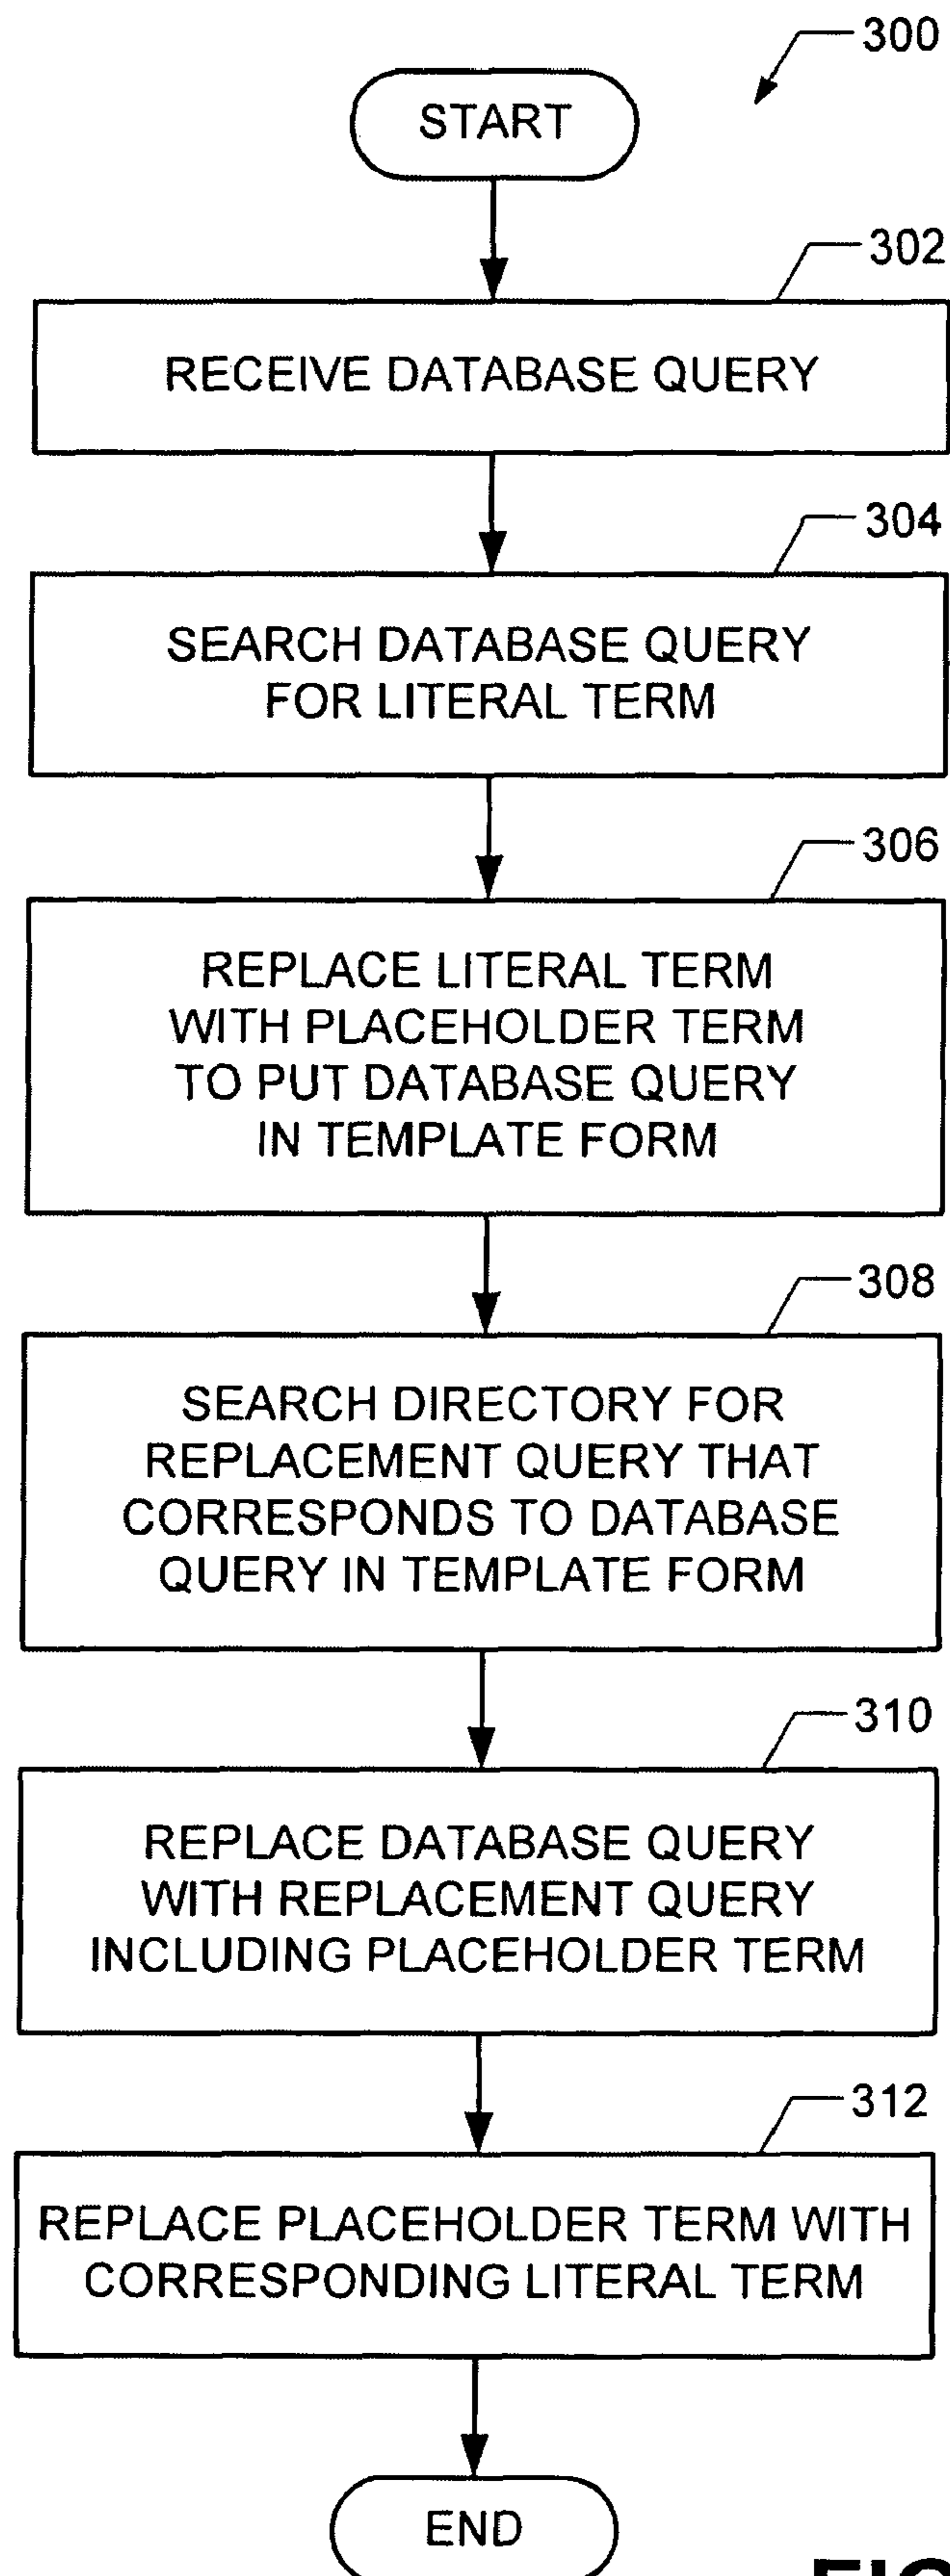 300
START
302
RECEIVE DATABASE QUERY
304
SEARCH DATABASE QUERY
FOR LITERAL TERM
306
REPLACE LITERAL TERM
WITH PLACEHOLDER TERM
TO PUT DATABASE QUERY
IN TEMPLATE FORM
308
SEARCH DIRECTORY FOR
REPLACEMENT QUERY THAT
CORRESPONDS TO DATABASE
QUERY IN TEMPLATE FORM
310
REPLACE DATABASE QUERY
WITH REPLACEMENT QUERY
INCLUDING PLACEHOLDER TERM
312
REPLACE PLACEHOLDER TERM WITH
CORRESPONDING LITERAL TERM
END